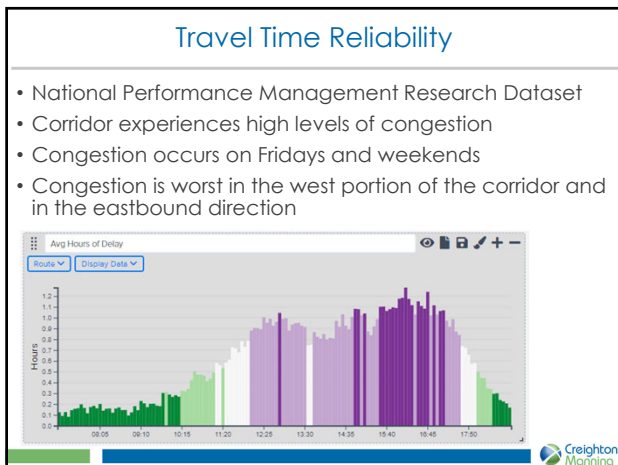 Travel Time Reliability
• National Performance Management Research Dataset
• Corridor experiences high levels of congestion
• Congestion occurs on Fridays and weekends
• Congestion is worst in the west portion of the corridor and
in the eastbound direction
Avg Hours of Delay
Route
Display Data
1.2
1.1
1.0
0.9
0.8
0.7
0.6
0.5
0.4
0.3
0.2
0.1
0.0
Hours
08:05 09:10 10:15 11:20 12:25 13:30 14:35 15:40 16:45 17:50
Creighton
Manning